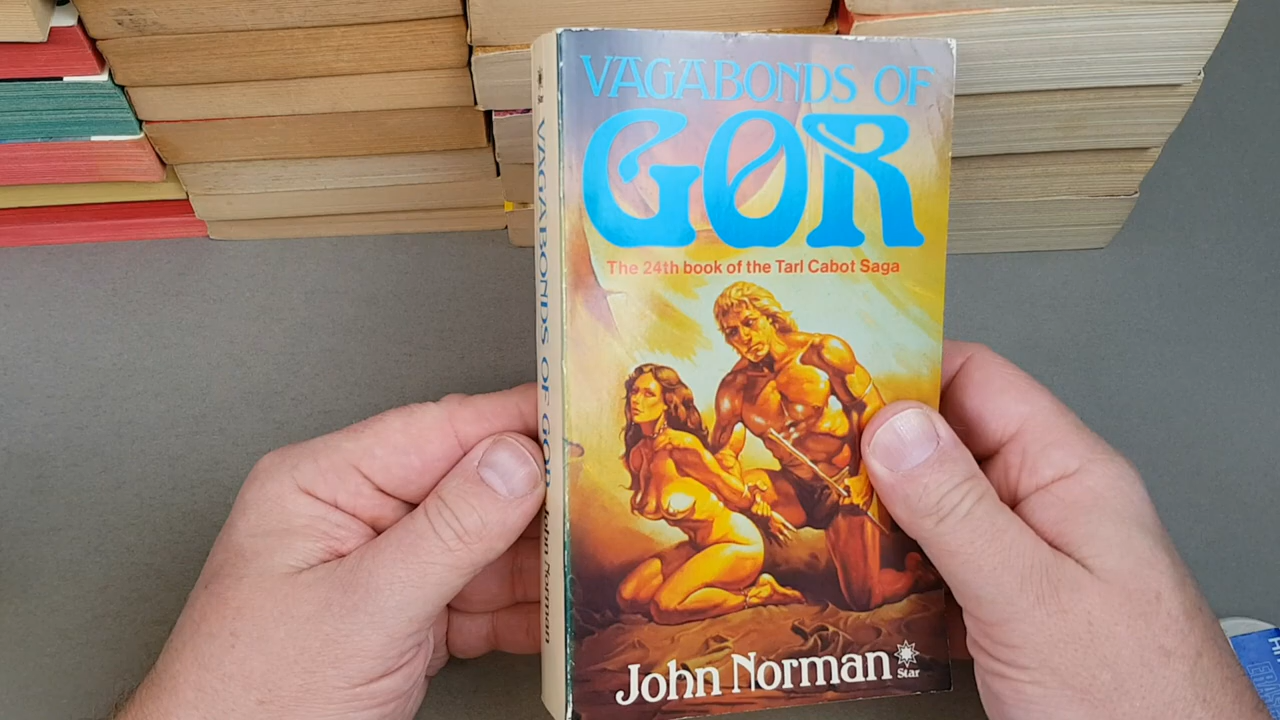 VAGABONDS OF
GOR
The 24th book of the Tarl Cabot Saga
John Norman
Star
VAGABONDS OF GOR John Norman